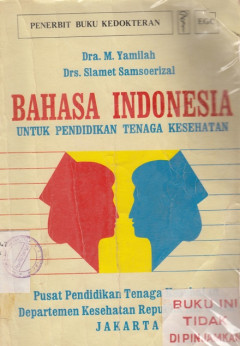 PENERBIT BUKU KEDOKTERAN
EGC
Dra. M. Yamilah
Drs. Slamet Samsoerizal
BAHASA INDONESIA
UNTUK PENDIDIKAN TENAGA KESEHATAN
Pusat Pendidikan Tenaga
Departemen Kesehatan Repu
JAKARTA
BUKU INI
TIDAK
DIPINJAMKAN